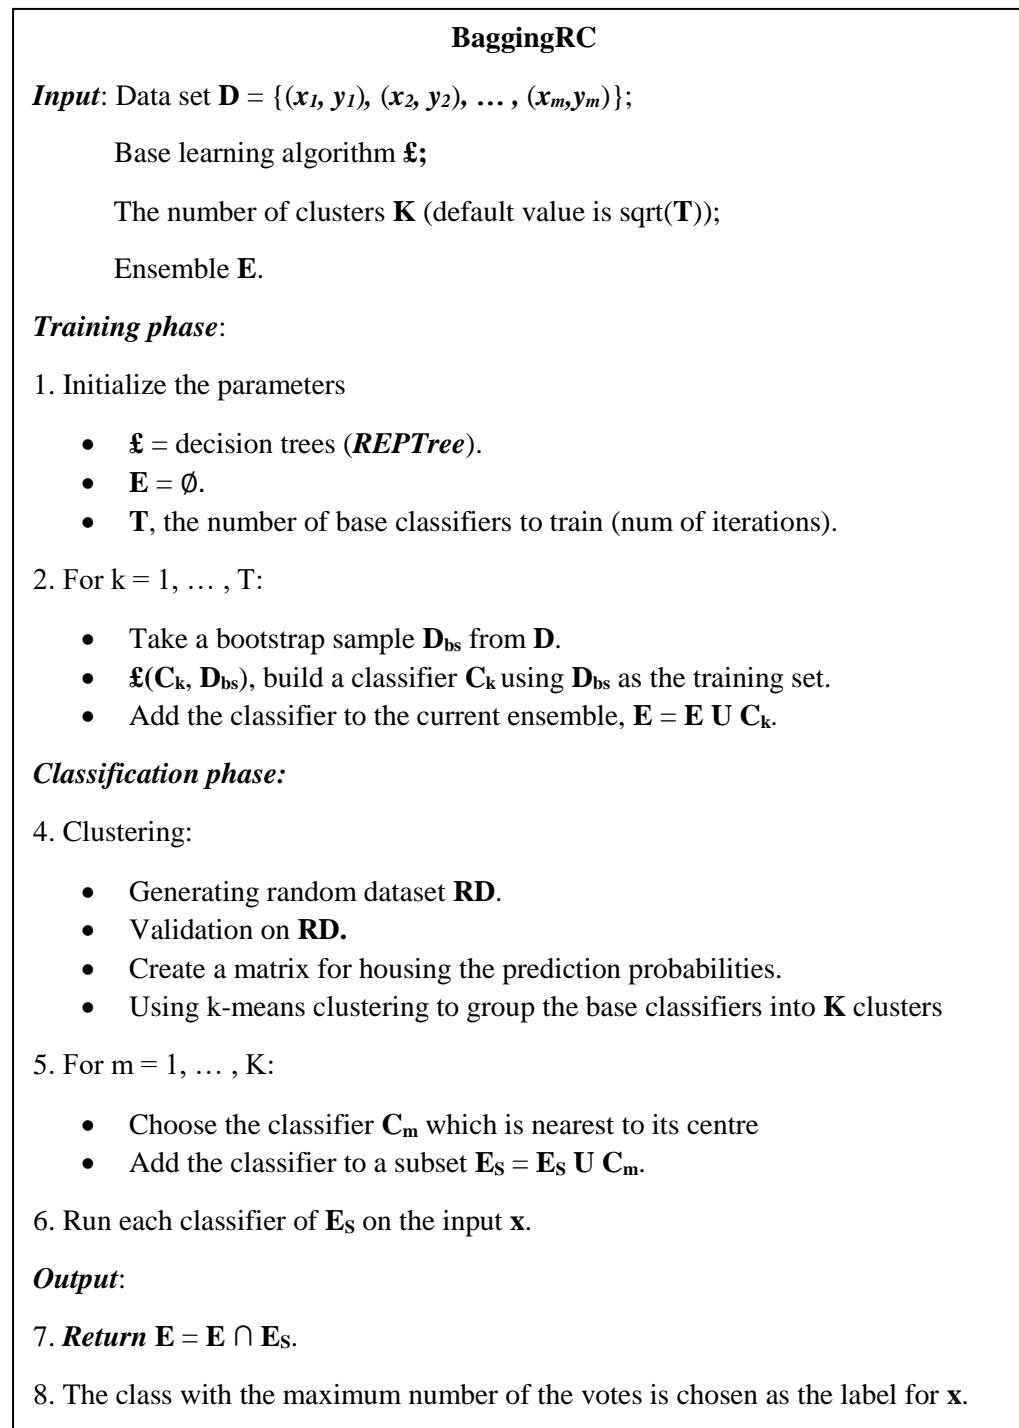 BaggingRC
Input: Data set D = {(x1, y1), (x2, y2), … , (xm,ym)};
Base learning algorithm £;
The number of clusters K (default value is sqrt(T));
Ensemble E.
Training phase:
1. Initialize the parameters
• £ = decision trees (REPTree).
• E = ∅.
• T, the number of base classifiers to train (num of iterations).
2. For k = 1, … , T:
• Take a bootstrap sample Dbs from D.
• £(Ck, Dbs), build a classifier Ck using Dbs as the training set.
• Add the classifier to the current ensemble, E = E U Ck.
Classification phase:
4. Clustering:
• Generating random dataset RD.
• Validation on RD.
• Create a matrix for housing the prediction probabilities.
• Using k-means clustering to group the base classifiers into K clusters
5. For m = 1, … , K:
• Choose the classifier Cm which is nearest to its centre
• Add the classifier to a subset ES = ES U Cm.
6. Run each classifier of ES on the input x.
Output:
7. Return E = E ∩ ES.
8. The class with the maximum number of the votes is chosen as the label for x.